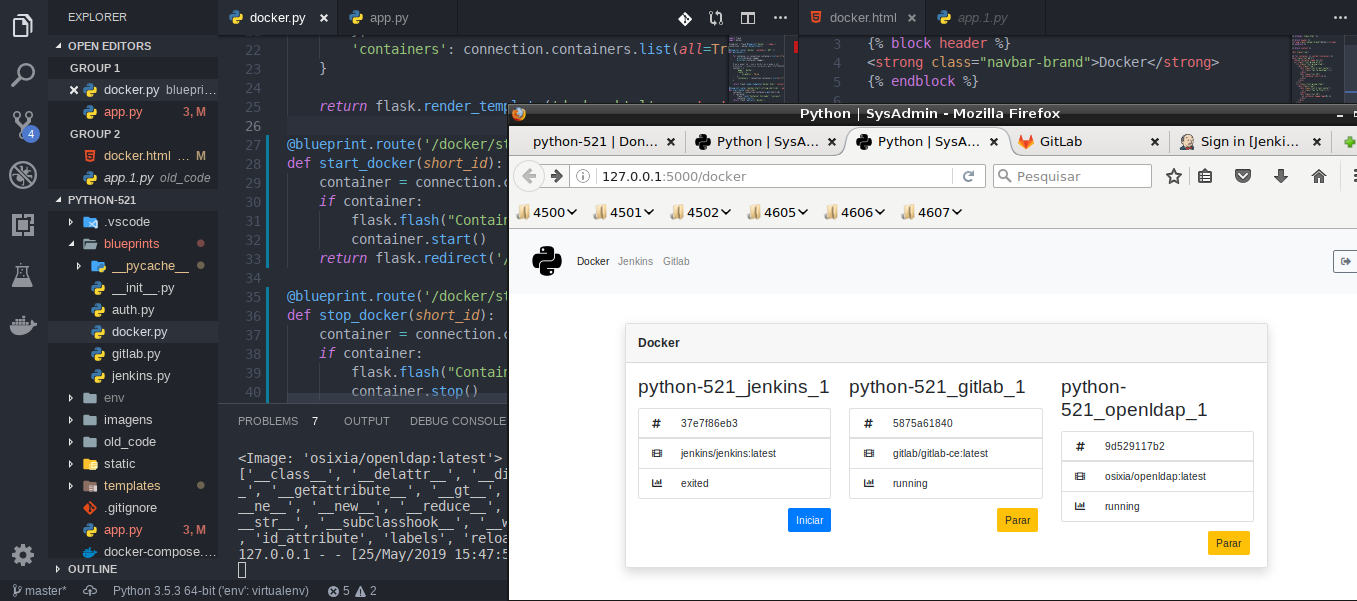 EXPLORER
OPEN EDITORS
GROUP 1
docker.py blueprin...
app.py 3, M
GROUP 2
docker.html ... M
app.1.py old_code
PYTHON-521
.vscode
blueprints
__pycache__
__init__.py
auth.py
docker.py
gitlab.py
jenkins.py
env
imagens
old_code
static
templates
.gitignore
app.py 3, M
docker-compose....
OUTLINE
4
docker.py
app.py
22 'containers': connection.containers.list(all=Tr
23 }
24
25 return flask.render_templ
26
27 @blueprint.route('/docker/st
28 def start_docker(short_id):
29 container = connection.c
30 if container:
31 flask.flash("Contain
32 container.start()
33 return flask.redirect('/
34
35 @blueprint.route('/docker/st
36 def stop_docker(short_id):
37 container = connection.c
38 if container:
39 flask.flash("Contain
40 container.stop()
PROBLEMS 7 OUTPUT DEBUG CONSOLE
<Image: 'osixia/openldap:latest'>
['__class__', '__delattr__', '__di
_', '__getattribute__', '__gt__',
__ne__', '__new__', '__reduce__',
__str__', '__subclasshook__', '__w
, 'id_attribute', 'labels', 'reloa
127.0.0.1 - - [25/May/2019 15:47:5
master* Python 3.5.3 64-bit ('env': virtualenv) 5 2
docker.html
app.1.py
3 {% block header %}
4 <strong class="navbar-brand">Docker</strong>
5 {% endblock %}
Python | SysAdmin - Mozilla Firefox
python-521 | Don...
Python | SysA...
Python | SysA...
GitLab
Sign in [Jenki...
127.0.0.1:5000/docker
Pesquisar
4500 4501 4502 4605 4606 4607
Docker Jenkins Gitlab
Docker
python-521_jenkins_1
37e7f86eb3
jenkins/jenkins:latest
exited
Iniciar
python-521_gitlab_1
5875a61840
gitlab/gitlab-ce:latest
running
Parar
python-
521_openldap_1
9d529117b2
osixia/openldap:latest
running
Parar